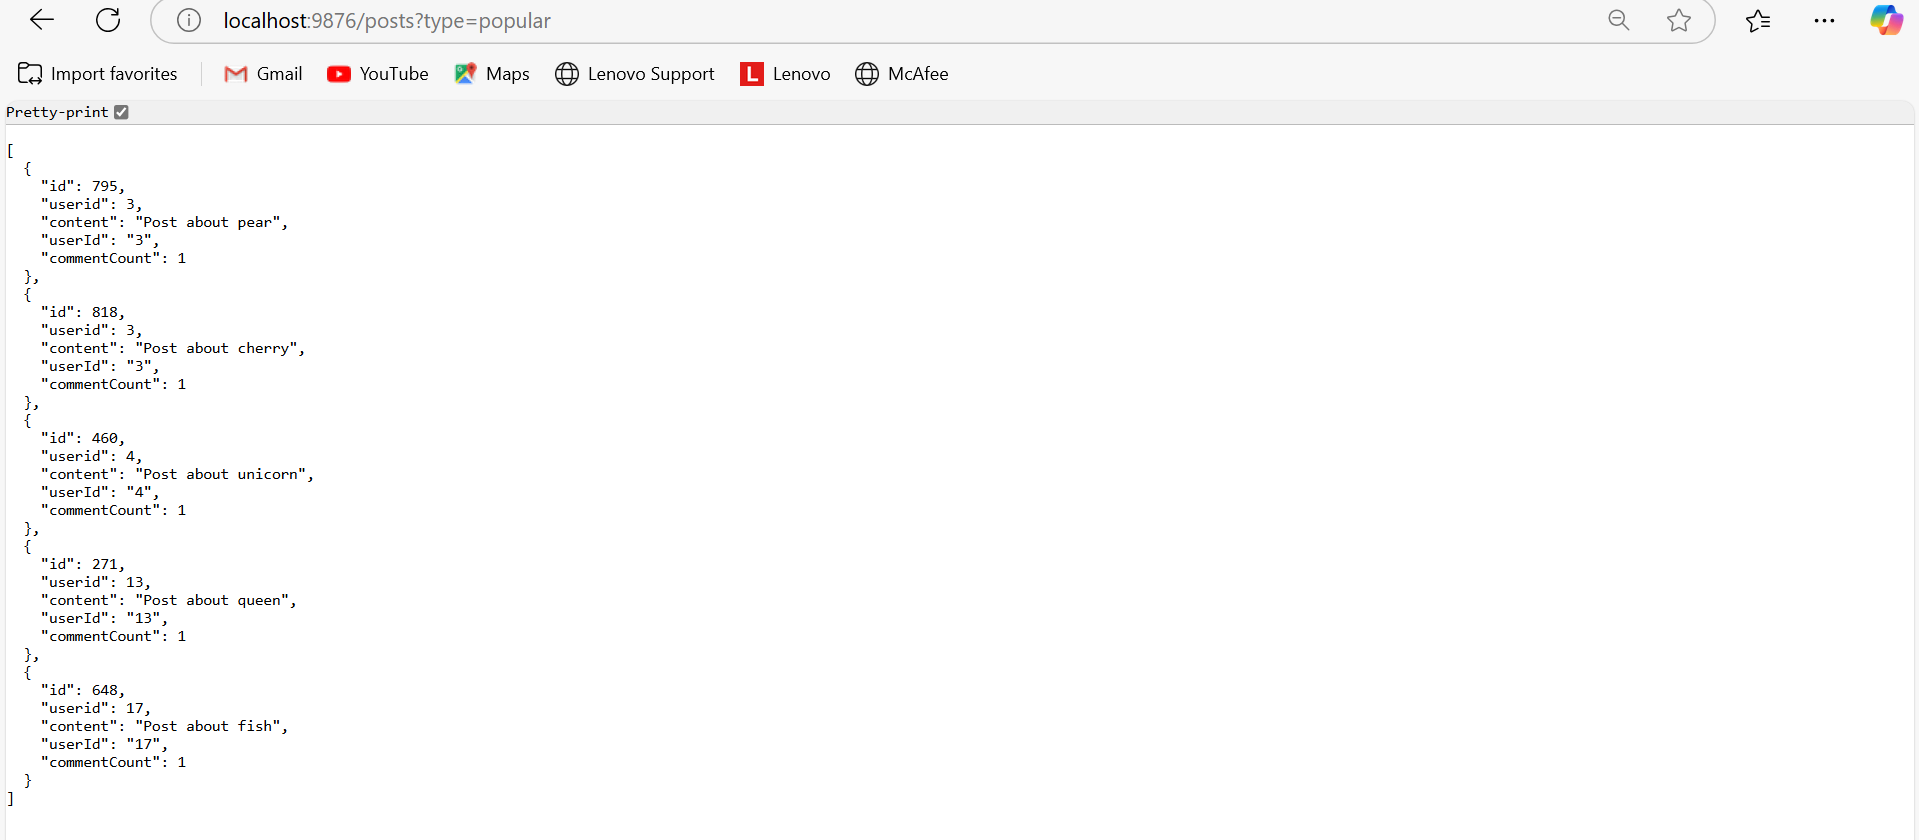 localhost:9876/posts?type=popular
Import favorites
Gmail
YouTube
Maps
Lenovo Support
L
Lenovo
McAfee
Pretty-print
[
  {
    "id": 795,
    "userid": 3,
    "content": "Post about pear",
    "userId": "3",
    "commentCount": 1
  },
  {
    "id": 818,
    "userid": 3,
    "content": "Post about cherry",
    "userId": "3",
    "commentCount": 1
  },
  {
    "id": 460,
    "userid": 4,
    "content": "Post about unicorn",
    "userId": "4",
    "commentCount": 1
  },
  {
    "id": 271,
    "userid": 13,
    "content": "Post about queen",
    "userId": "13",
    "commentCount": 1
  },
  {
    "id": 648,
    "userid": 17,
    "content": "Post about fish",
    "userId": "17",
    "commentCount": 1
  }
]